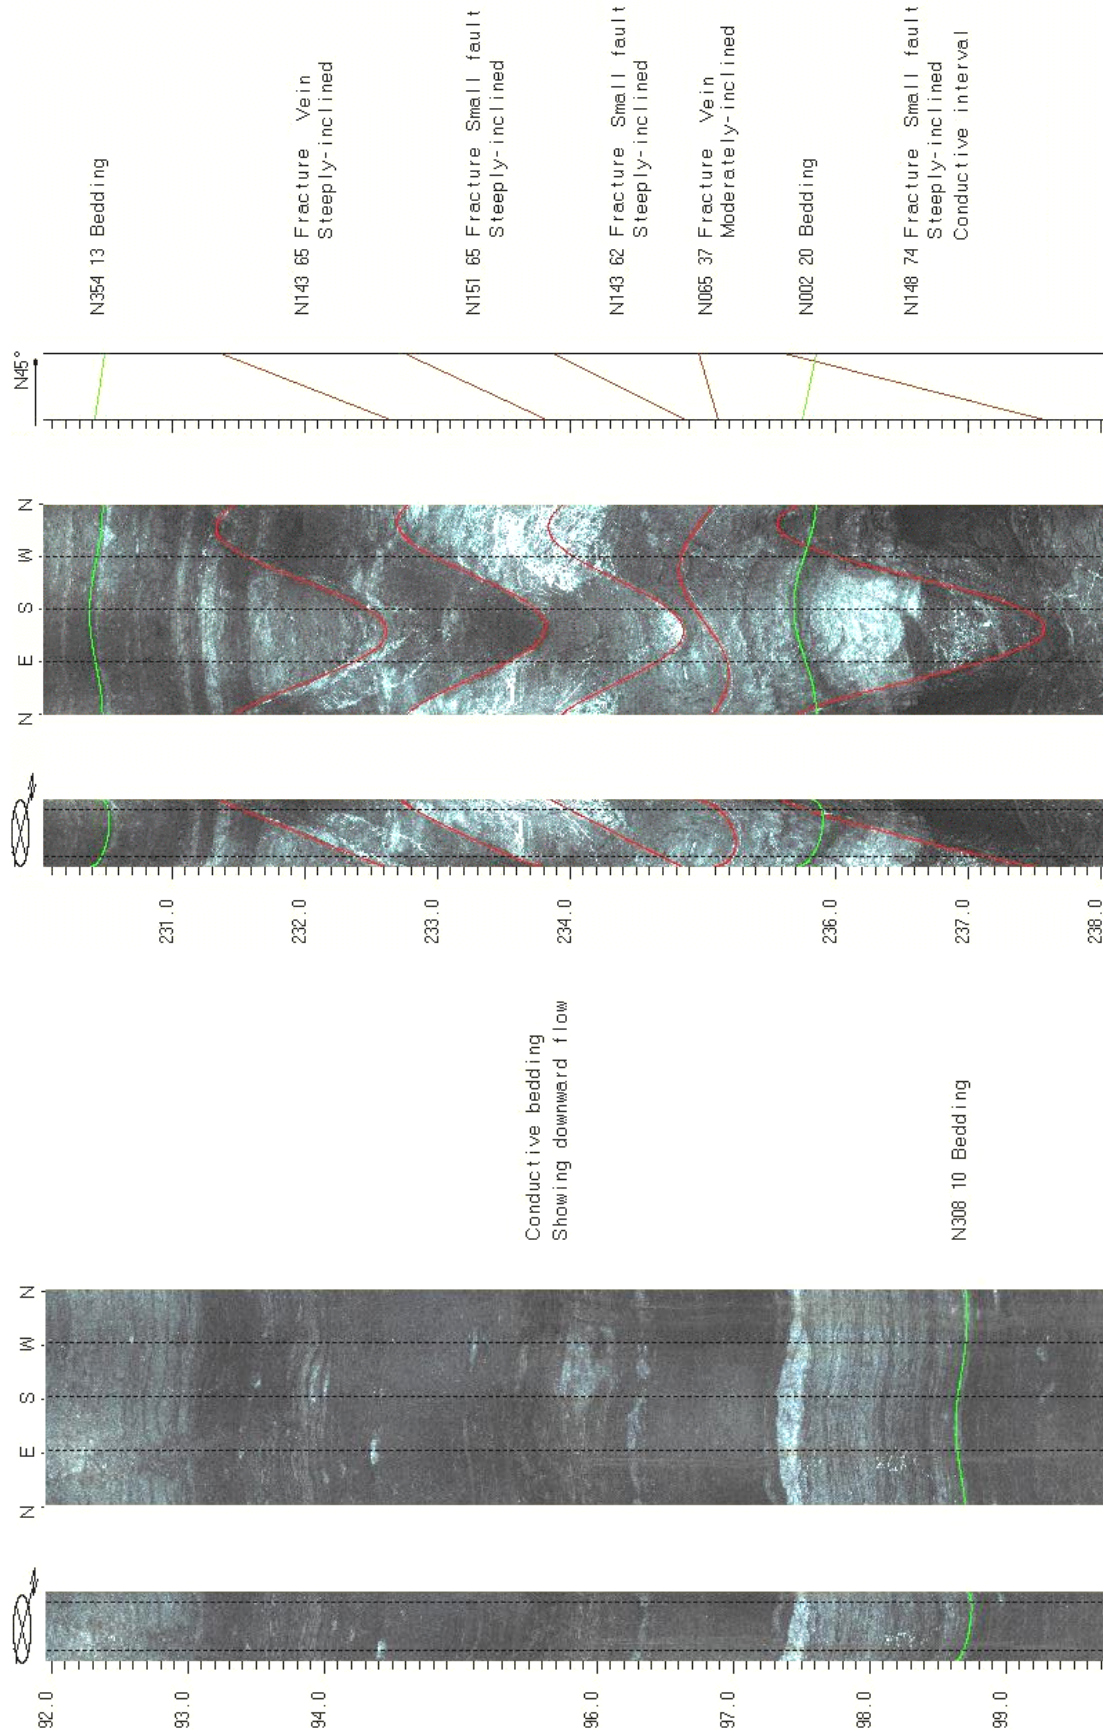 N45°
N354 13 Bedding
N143 65 Fracture Vein
Steeply-inclined
N151 65 Fracture Small fault
Steeply-inclined
N143 62 Fracture Small fault
Steeply-inclined
N065 37 Fracture Vein
Moderately-inclined
N002 20 Bedding
N148 74 Fracture Small fault
Steeply-inclined
Conductive interval
N E S W N
231.0
232.0
233.0
234.0
236.0
237.0
238.0
Conductive bedding
Showing downward flow
N308 10 Bedding
N E S W N
92.0
93.0
94.0
96.0
97.0
98.0
99.0